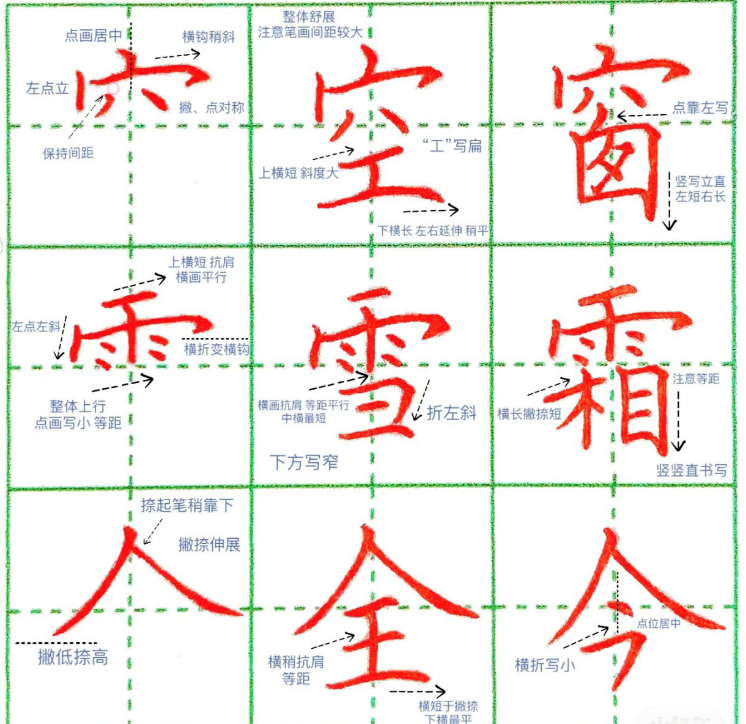 点画居中
横钩稍斜
左点立
撇、点对称
保持间距
穴
整体舒展
注意笔画间距较大
“工”写扁
上横短 斜度大
下横长 左右延伸 稍平
空
点靠左写
竖写立直
左短右长
窗
上横短 抗肩
横画平行
左点左斜
横折变横钩
整体上行
点画写小 等距
⻗
横画抗肩 等距平行
中横最短
折左斜
下方写窄
雪
注意等距
横长撇捺短
竖竖直书写
霜
捺起笔稍靠下
撇捺伸展
撇低捺高
人
横稍抗肩
等距
横短于撇捺
下横最平
全
点位居中
横折写小
今